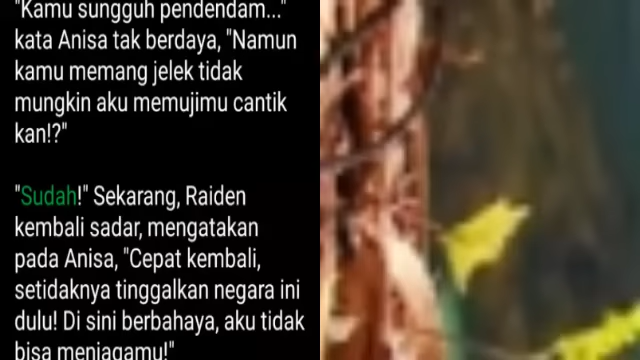 "Kamu sungguh pendendam..."
kata Anisa tak berdaya, "Namun
kamu memang jelek tidak
mungkin aku memujimu cantik
kan!?"
"Sudah!" Sekarang, Raiden
kembali sadar, mengatakan
pada Anisa, "Cepat kembali,
setidaknya tinggalkan negara ini
dulu! Di sini berbahaya, aku tidak
bisa menjagamu!"